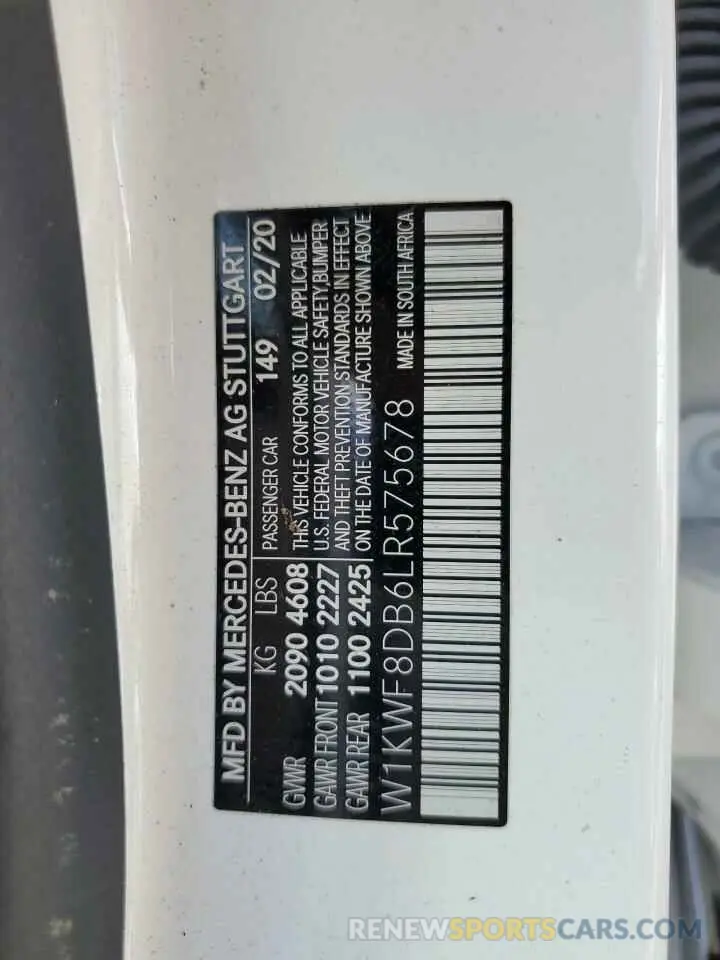 MFD BY MERCEDES-BENZ AG STUTTGART
KG LBS PASSENGER CAR 149 02/20
GVWR 2090 4608 THIS VEHICLE CONFORMS TO ALL APPLICABLE
GAWR FRONT 1010 2227 U.S. FEDERAL MOTOR VEHICLE SAFETY,BUMPER
GAWR REAR 1100 2425 AND THEFT PREVENTION STANDARDS IN EFFECT
ON THE DATE OF MANUFACTURE SHOWN ABOVE
W1KWF8DB6LR575678 MADE IN SOUTH AFRICA
RENEWSPORTSCARS.COM